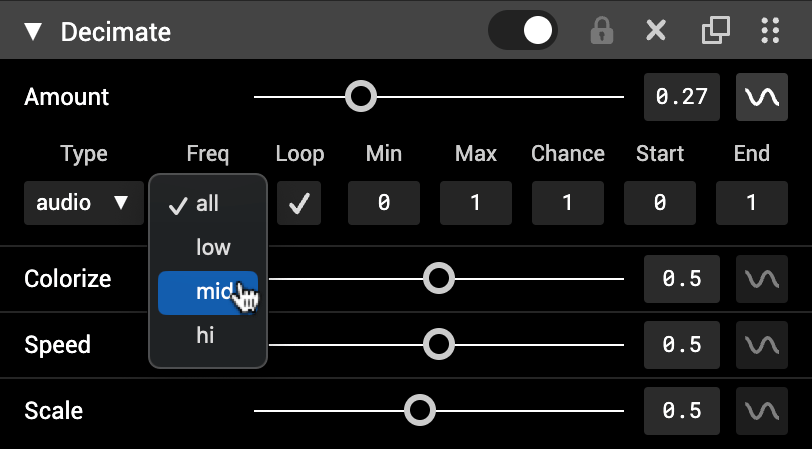 Decimate
Amount 0.27
Type Freq Loop Min Max Chance Start End
audio all 0 1 1 0 1
low
Colorize 0.5
mid
hi
Speed 0.5
Scale 0.5